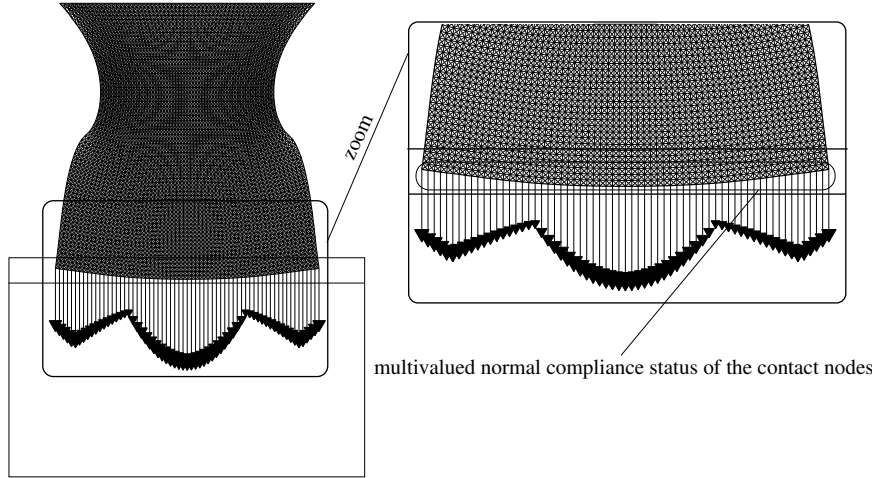 zoom
multivalued normal compliance status of the contact nodes